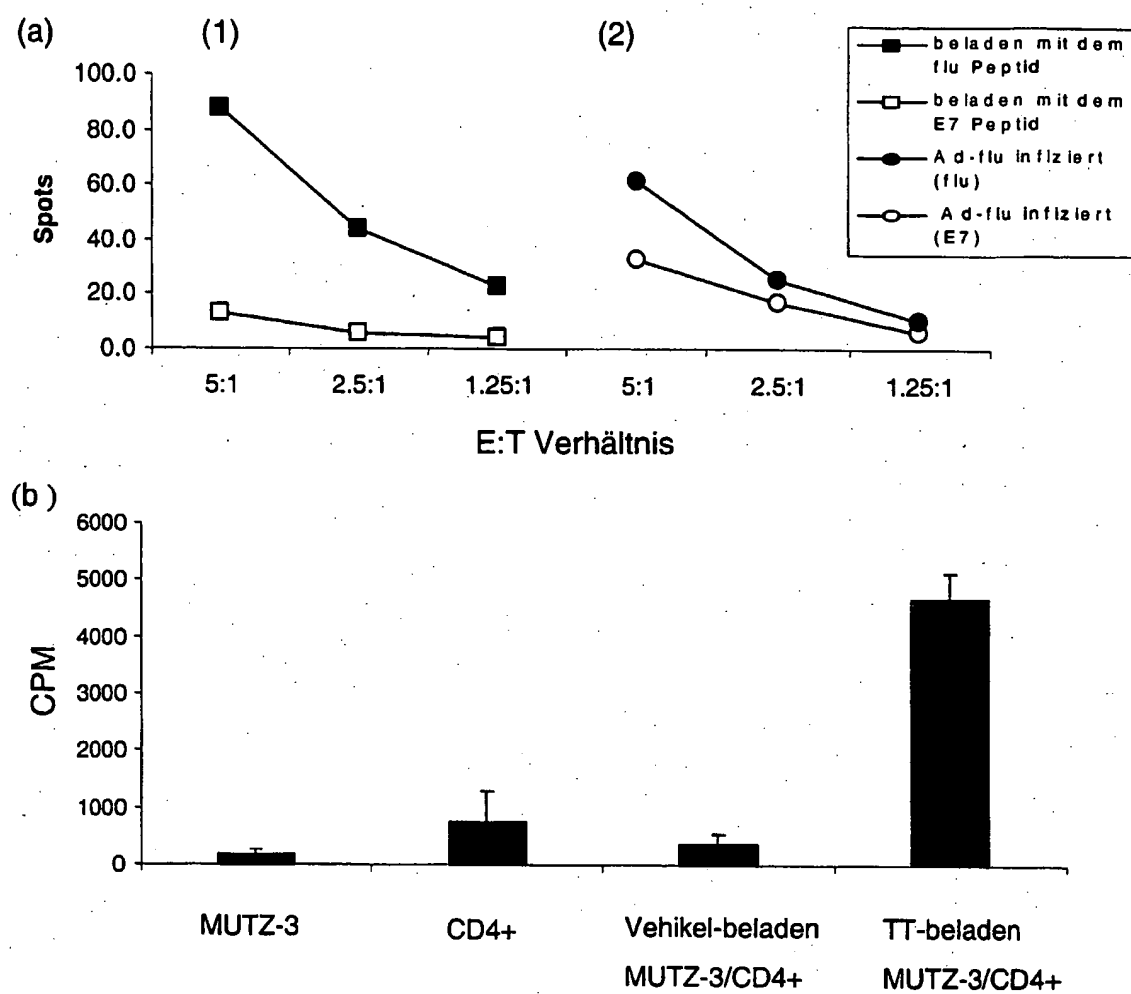 (a) (1) (2)
beladen mit dem
flu Peptid
beladen mit dem
E7 Peptid
Ad-flu infiziert
(flu)
Ad-flu infiziert
(E7)
100.0
80.0
60.0
40.0
20.0
0.0
Spots
5:1 2.5:1 1.25:1 5:1 2.5:1 1.25:1
E:T Verhältnis
(b)
6000
5000
4000
3000
2000
1000
0
CPM
MUTZ-3 CD4+ Vehikel-beladen TT-beladen
MUTZ-3/CD4+ MUTZ-3/CD4+